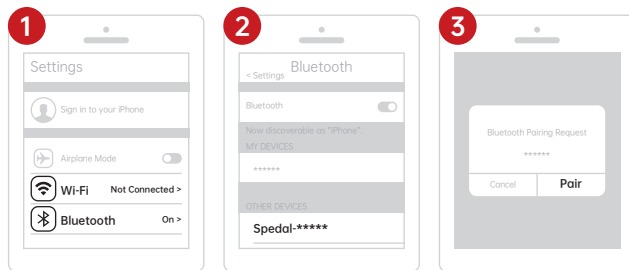 1
Settings
Sign in to your iPhone
Airplane Mode
Wi-Fi Not Connected >
Bluetooth On >
2
Bluetooth
< Settings
Bluetooth
Now discoverable as "iPhone".
MY DEVICES
******
OTHER DEVICES
Spedal-*****
3
Bluetooth Pairing Request
******
Cancel Pair